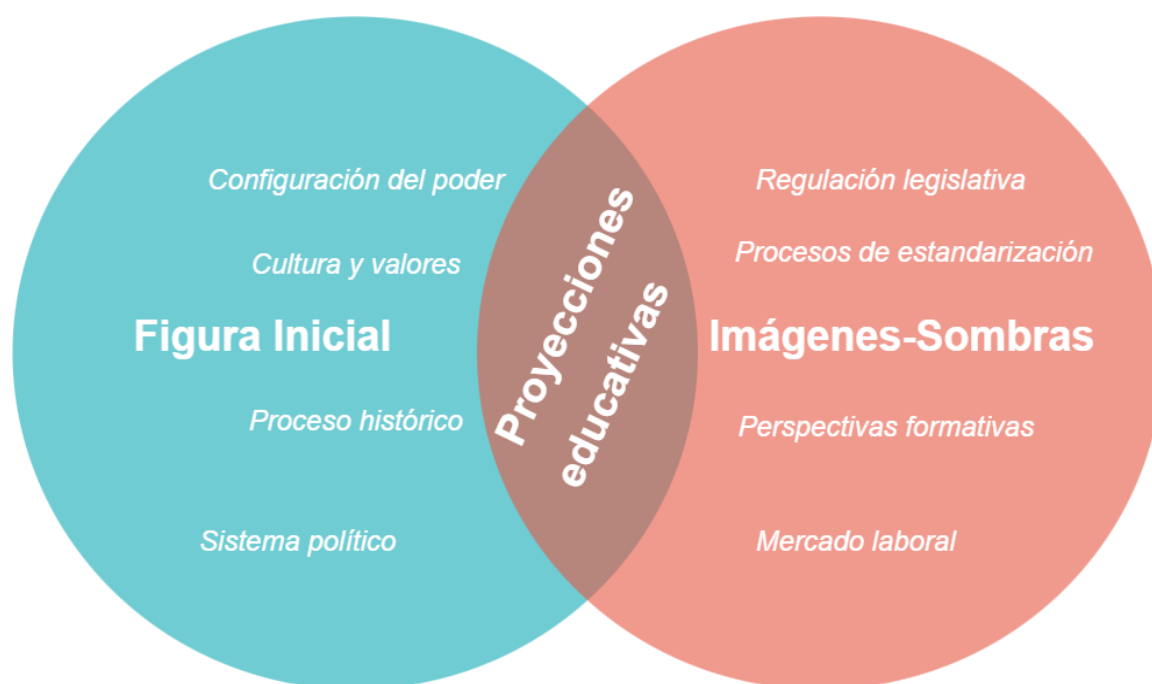 Configuración del poder
Cultura y valores
Figura Inicial
Proceso histórico
Sistema político
Proyecciones
educativas
Regulación legislativa
Procesos de estandarización
Imágenes-Sombras
Perspectivas formativas
Mercado laboral